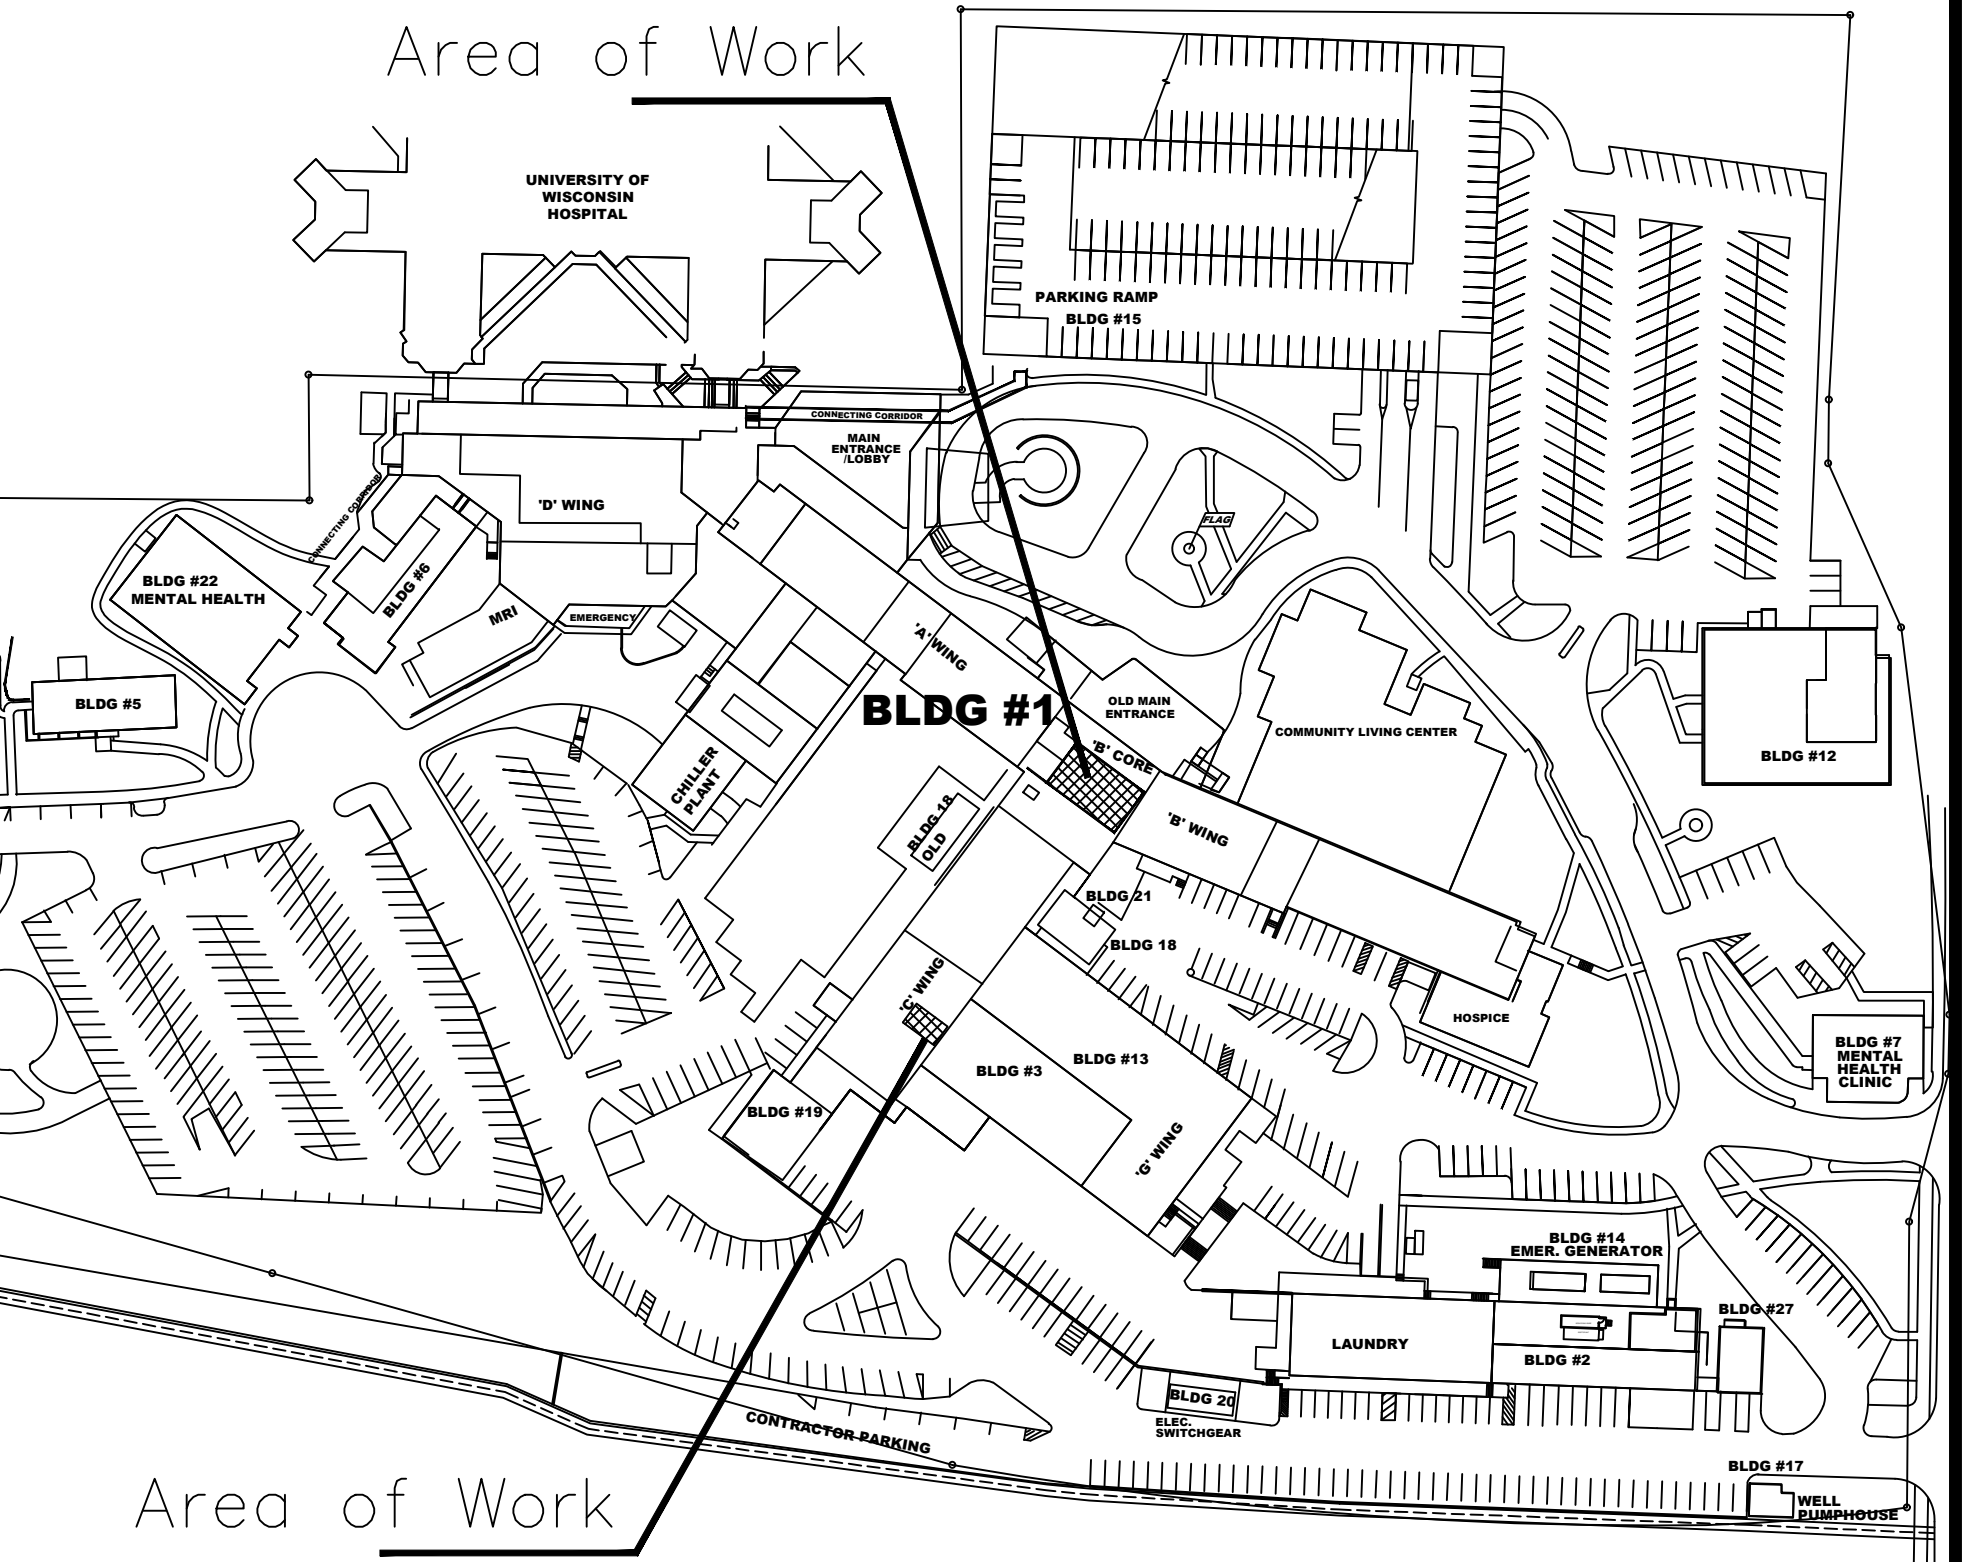 Area of Work
UNIVERSITY OF
WISCONSIN
HOSPITAL
PARKING RAMP
BLDG #15
CONNECTING CORRIDOR
MAIN
ENTRANCE
/LOBBY
'D' WING
CONNECTING CORRIDOR
FLAG
BLDG #22
MENTAL HEALTH
BLDG #6
MRI
EMERGENCY
'A' WING
BLDG #5
BLDG #1
OLD MAIN
ENTRANCE
COMMUNITY LIVING CENTER
'B' CORE
BLDG #12
CHILLER
PLANT
BLDG 18
OLD
'B' WING
BLDG 21
BLDG 18
'C' WING
HOSPICE
BLDG #7
MENTAL
HEALTH
CLINIC
BLDG #13
BLDG #3
BLDG #19
'G' WING
BLDG #14
EMER. GENERATOR
BLDG #27
LAUNDRY
BLDG #2
BLDG 20
ELEC.
SWITCHGEAR
CONTRACTOR PARKING
BLDG #17
WELL
PUMPHOUSE
Area of Work